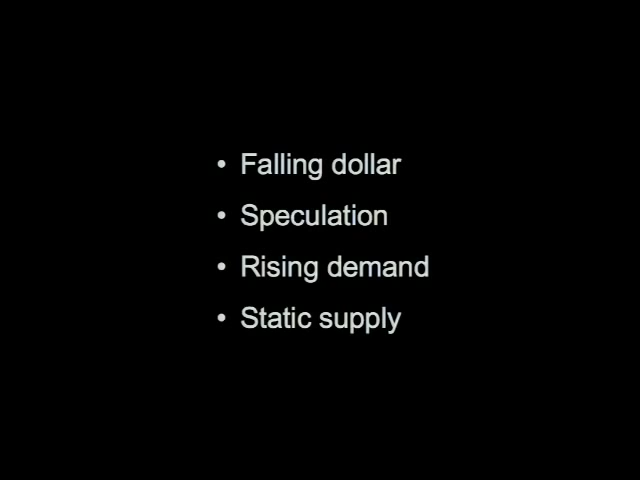 • Falling dollar
• Speculation
• Rising demand
• Static supply